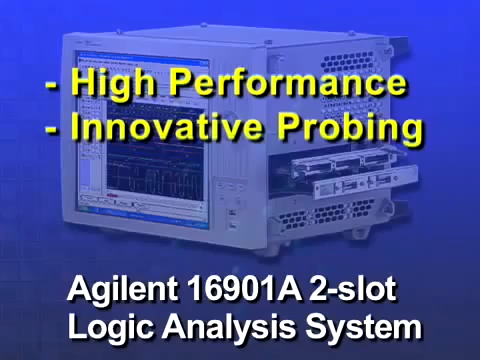 - High Performance
- Innovative Probing
Agilent 16901A 2-slot
Logic Analysis System